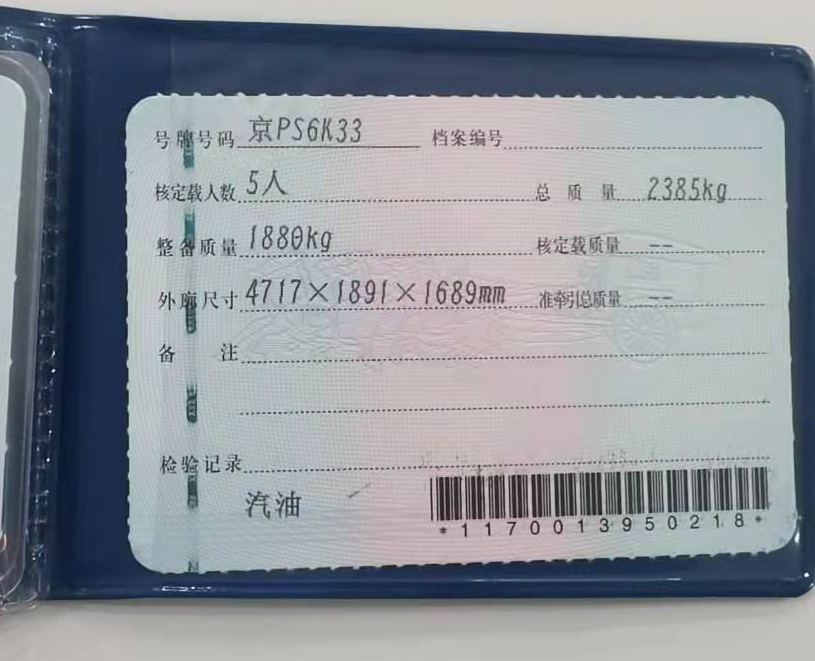 号牌号码 京PS6K33 档案编号
核定载人数 5人 总质量 2385kg
整备质量 1880kg 核定载质量 --
外廓尺寸 4717×1891×1689mm 准牵引总质量 --
备注
检验记录
汽油
*1170013950218*